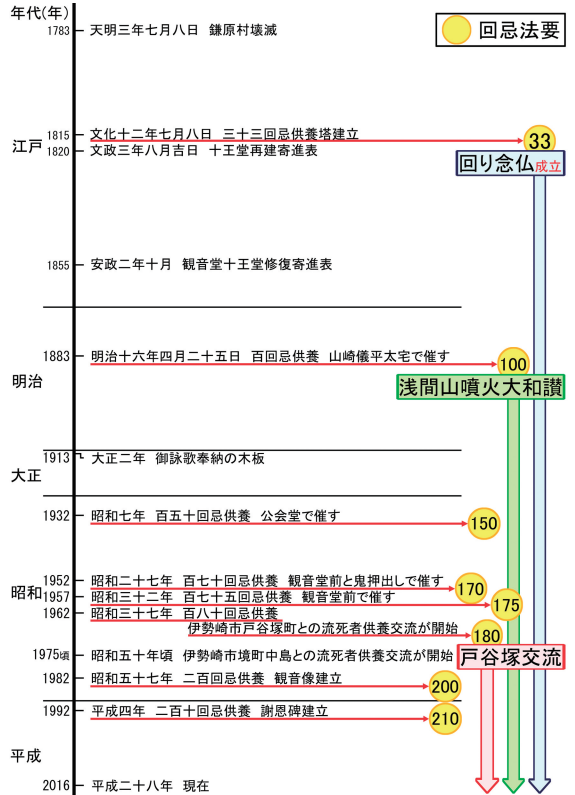 年代(年)
回忌法要
1783 天明三年七月八日 鎌原村壊滅
江戸
1815 文化十二年七月八日 三十三回忌供養塔建立 33
1820 文政三年八月吉日 十王堂再建寄進表
回り念仏成立
1855 安政二年十月 観音堂十王堂修復寄進表
明治
1883 明治十六年四月二十五日 百回忌供養 山崎儀平太宅で催す 100
浅間山噴火大和讃
大正
1913 大正二年 御詠歌奉納の木板
昭和
1932 昭和七年 百五十回忌供養 公会堂で催す 150
1952 昭和二十七年 百七十回忌供養 観音堂前と鬼押出しで催す 170
1957 昭和三十二年 百七十五回忌供養 観音堂前で催す 175
1962 昭和三十七年 百八十回忌供養
伊勢崎市戸谷塚町との流死者供養交流が開始 180
1975頃 昭和五十年頃 伊勢崎市境町中島との流死者供養交流が開始
戸谷塚交流
1982 昭和五十七年 二百回忌供養 観音像建立 200
1992 平成四年 二百十回忌供養 謝恩碑建立 210
平成
2016 平成二十八年 現在